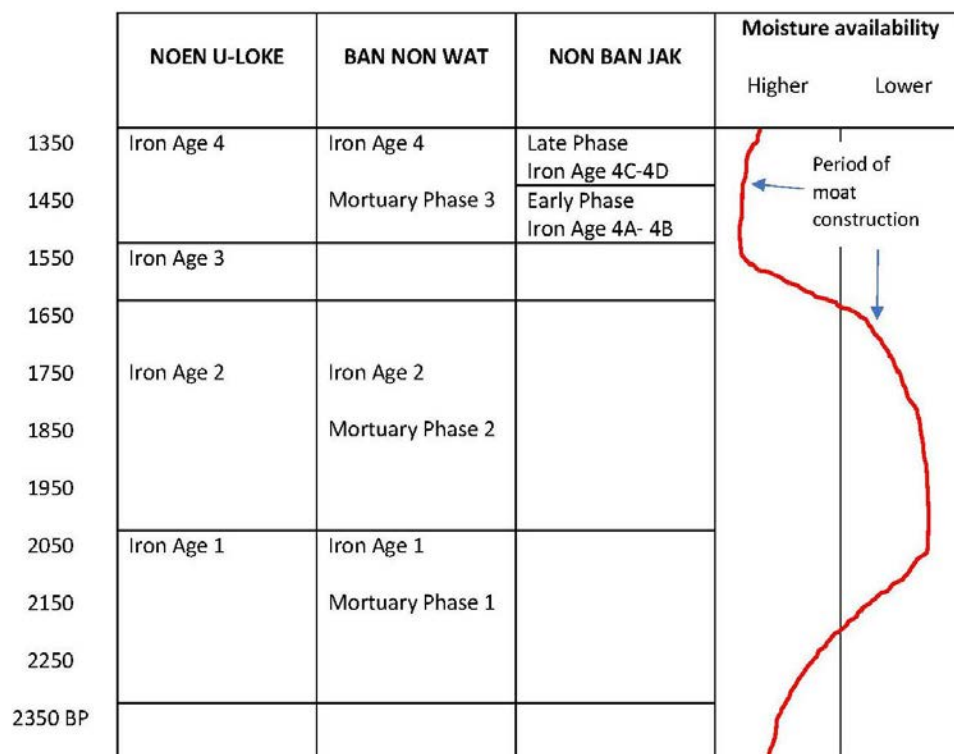 NOEN U-LOKE BAN NON WAT NON BAN JAK Moisture availability
Higher Lower
1350 Iron Age 4 Iron Age 4 Late Phase
Iron Age 4C-4D
Period of
moat
construction
1450 Mortuary Phase 3 Early Phase
Iron Age 4A- 4B
1550 Iron Age 3
1650
1750 Iron Age 2 Iron Age 2
1850 Mortuary Phase 2
1950
2050 Iron Age 1 Iron Age 1
2150 Mortuary Phase 1
2250
2350 BP